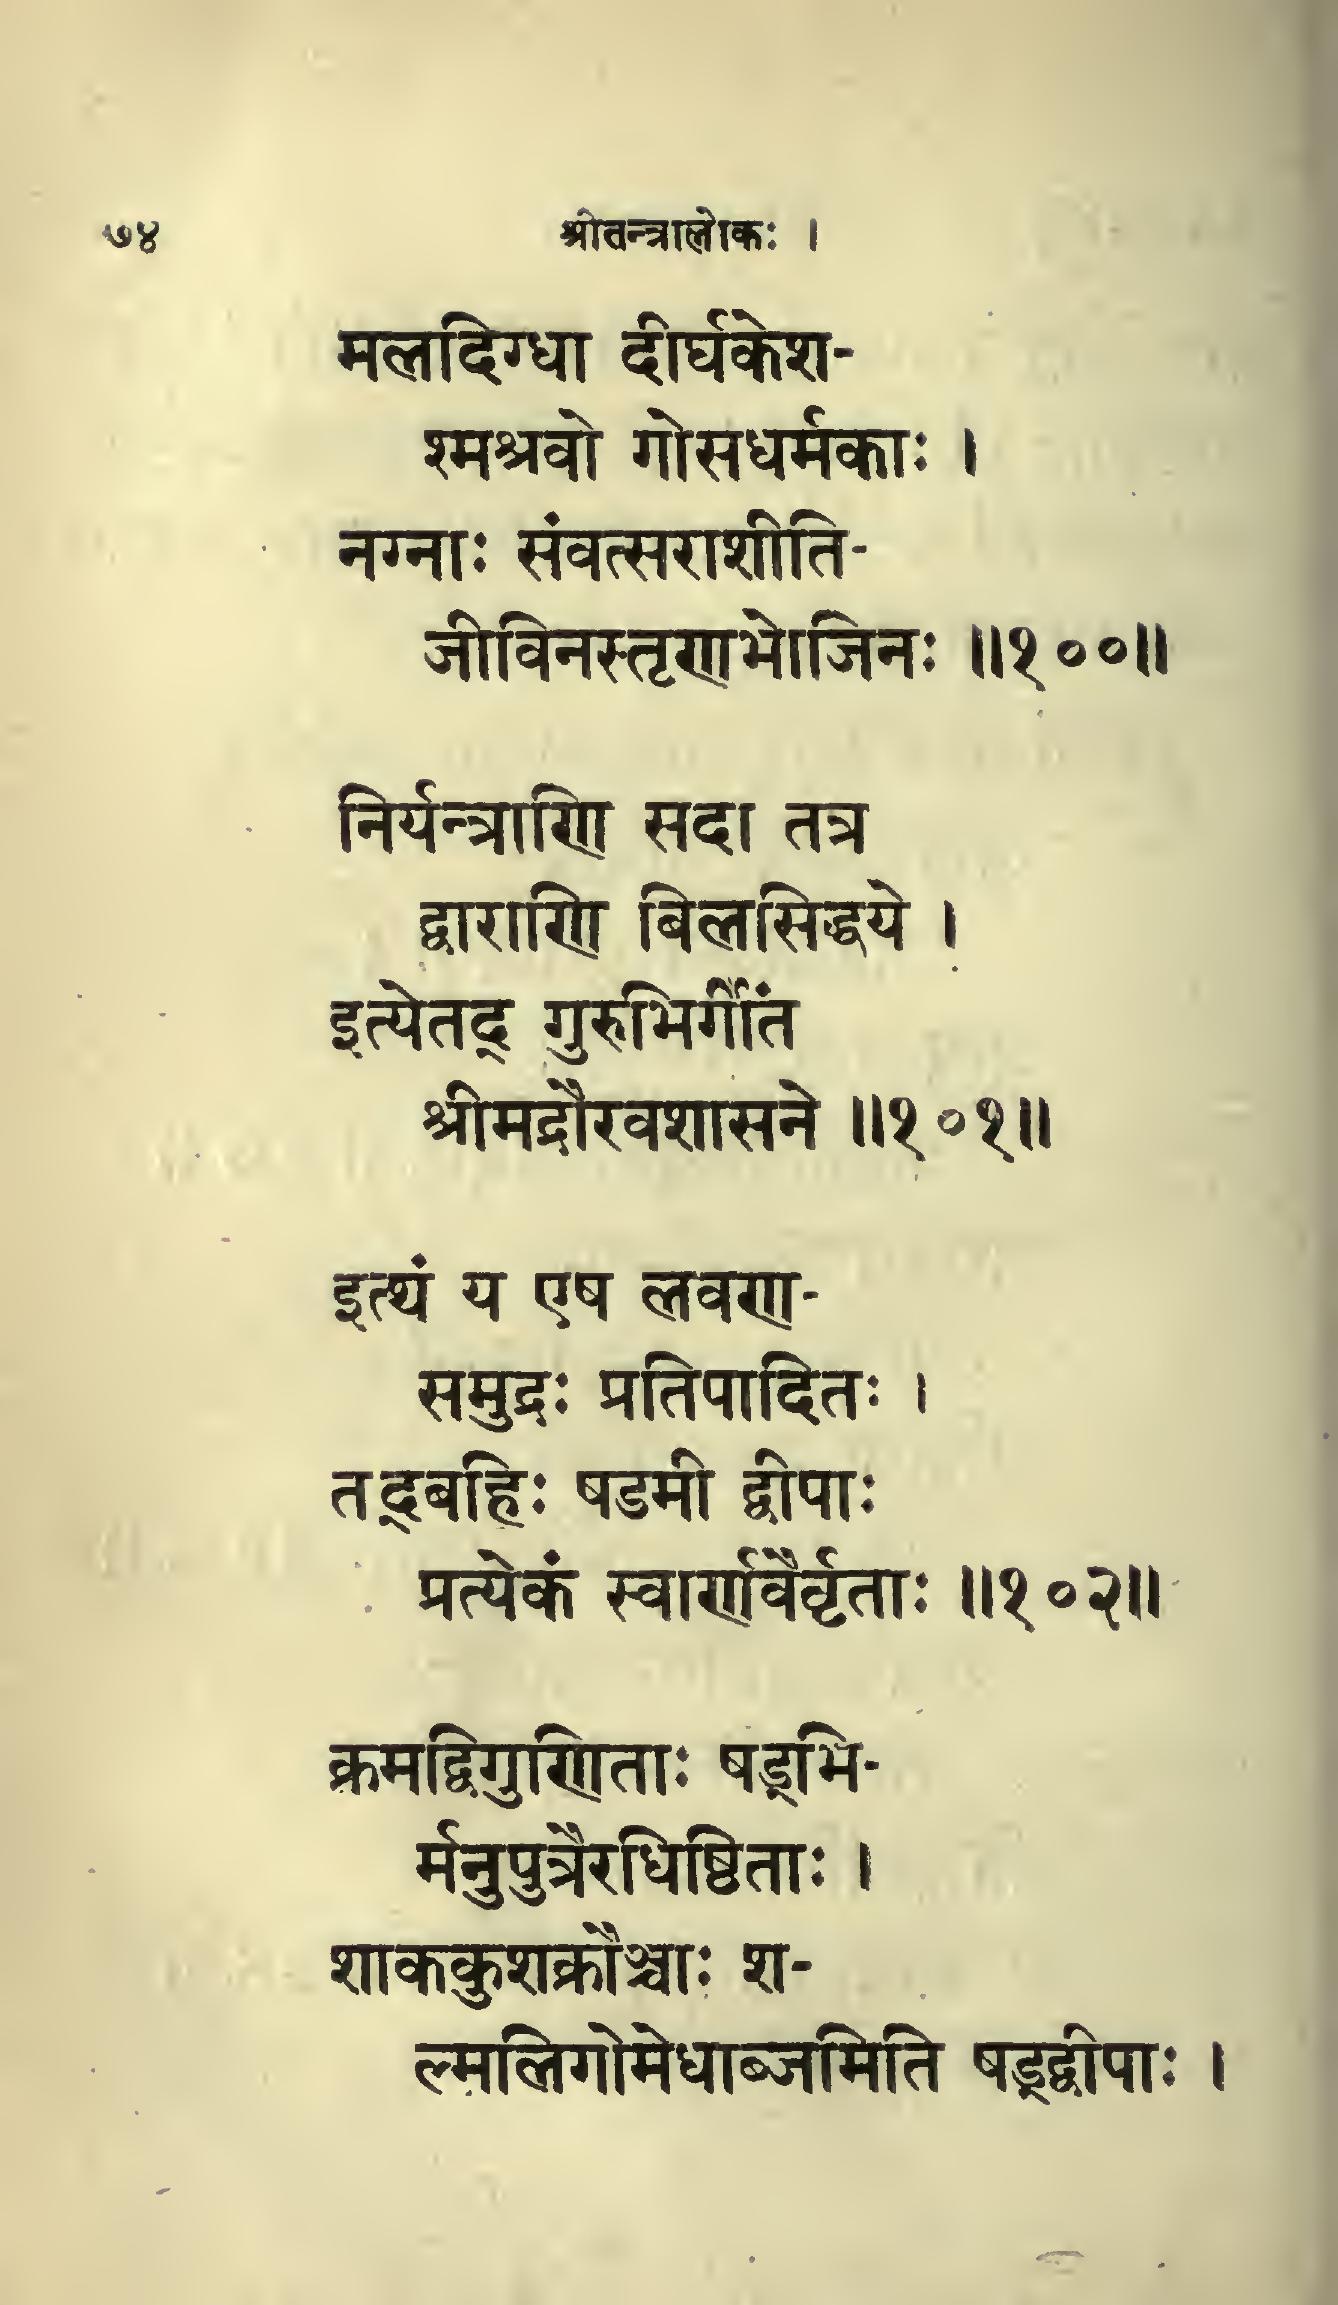 ७४ श्रीतन्त्रालोकः ।
मलदिग्धा दीर्घकेश-
श्मश्रवो गोसधर्मकाः ।
नग्नाः संवत्सराशीति-
जीविनस्तृणभोजिनः ॥१००॥
निर्यन्त्राणि सदा तत्र
द्वाराणि बिलसिद्धये ।
इत्येतद् गुरुभिर्गीतं
श्रीमद्रौरवशासने ॥१०१॥
इत्थं य एष लवण-
समुद्रः प्रतिपादितः ।
तद्बहिः षडमी द्वीपाः
प्रत्येकं स्वार्णवैर्वृताः ॥१०२॥
क्रमद्विगुणिताः षड्भि-
र्मनुपुत्रैरधिष्ठिताः ।
शाककुशक्रौञ्चाः श-
ल्मलिगोमेधाब्जमिति षड्द्वीपाः ।